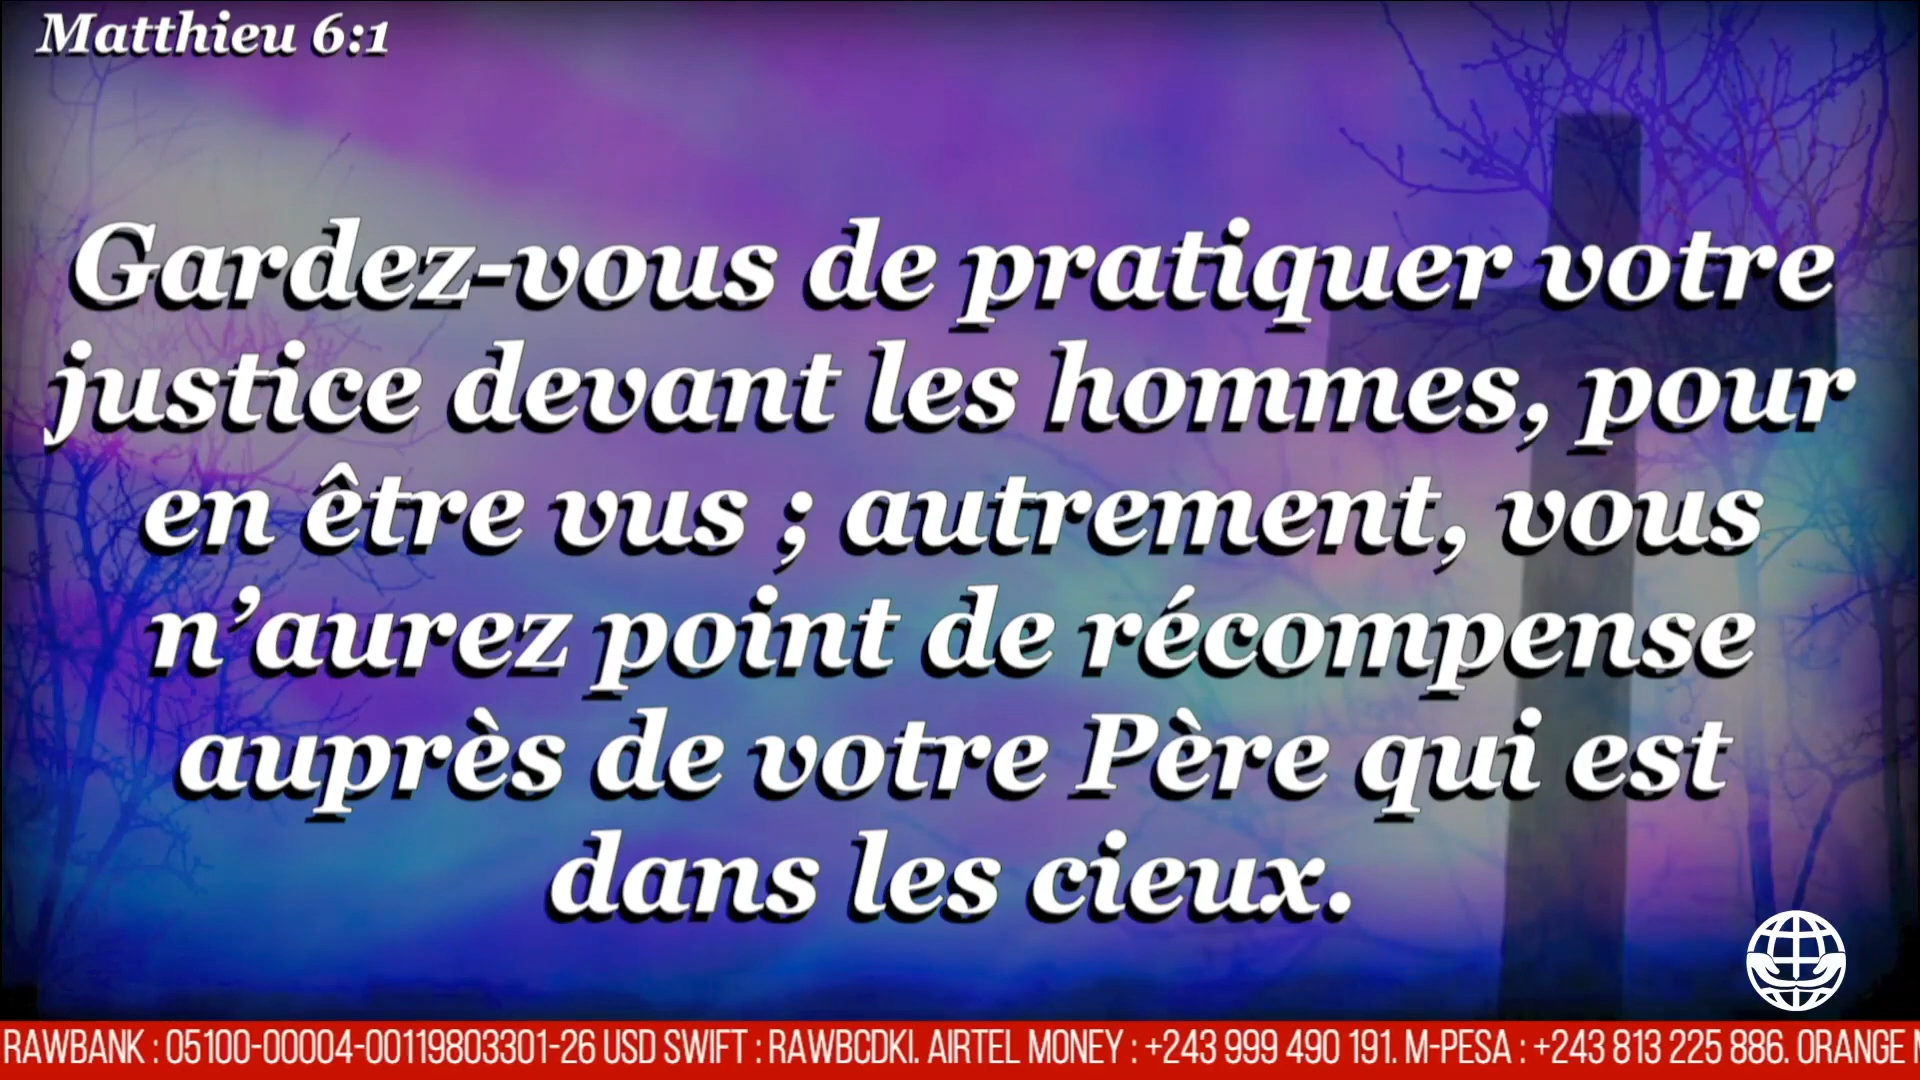 Matthieu 6:1
Gardez-vous de pratiquer votre
justice devant les hommes, pour
en être vus ; autrement, vous
n’aurez point de récompense
auprès de votre Père qui est
dans les cieux.
RAWBANK : 05100-00004-00119803301-26 USD SWIFT : RAWBCDKI. AIRTEL MONEY : +243 999 490 191. M-PESA : +243 813 225 886. ORANGE